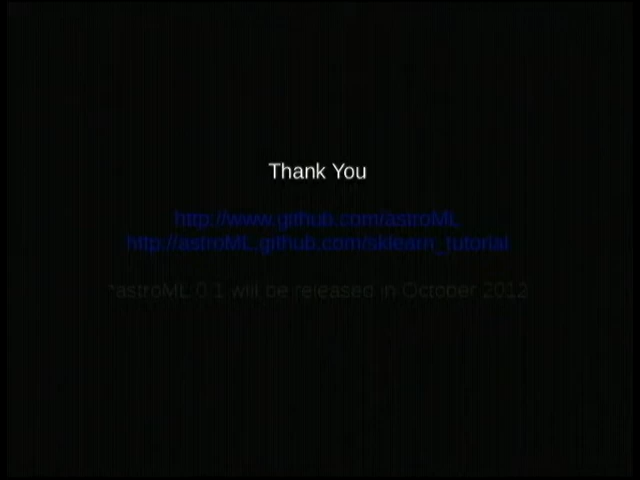 Thank You
http://www.github.com/astroML
http://astroML.github.com/sklearn_tutorial
*astroML 0.1 will be released in October 2012